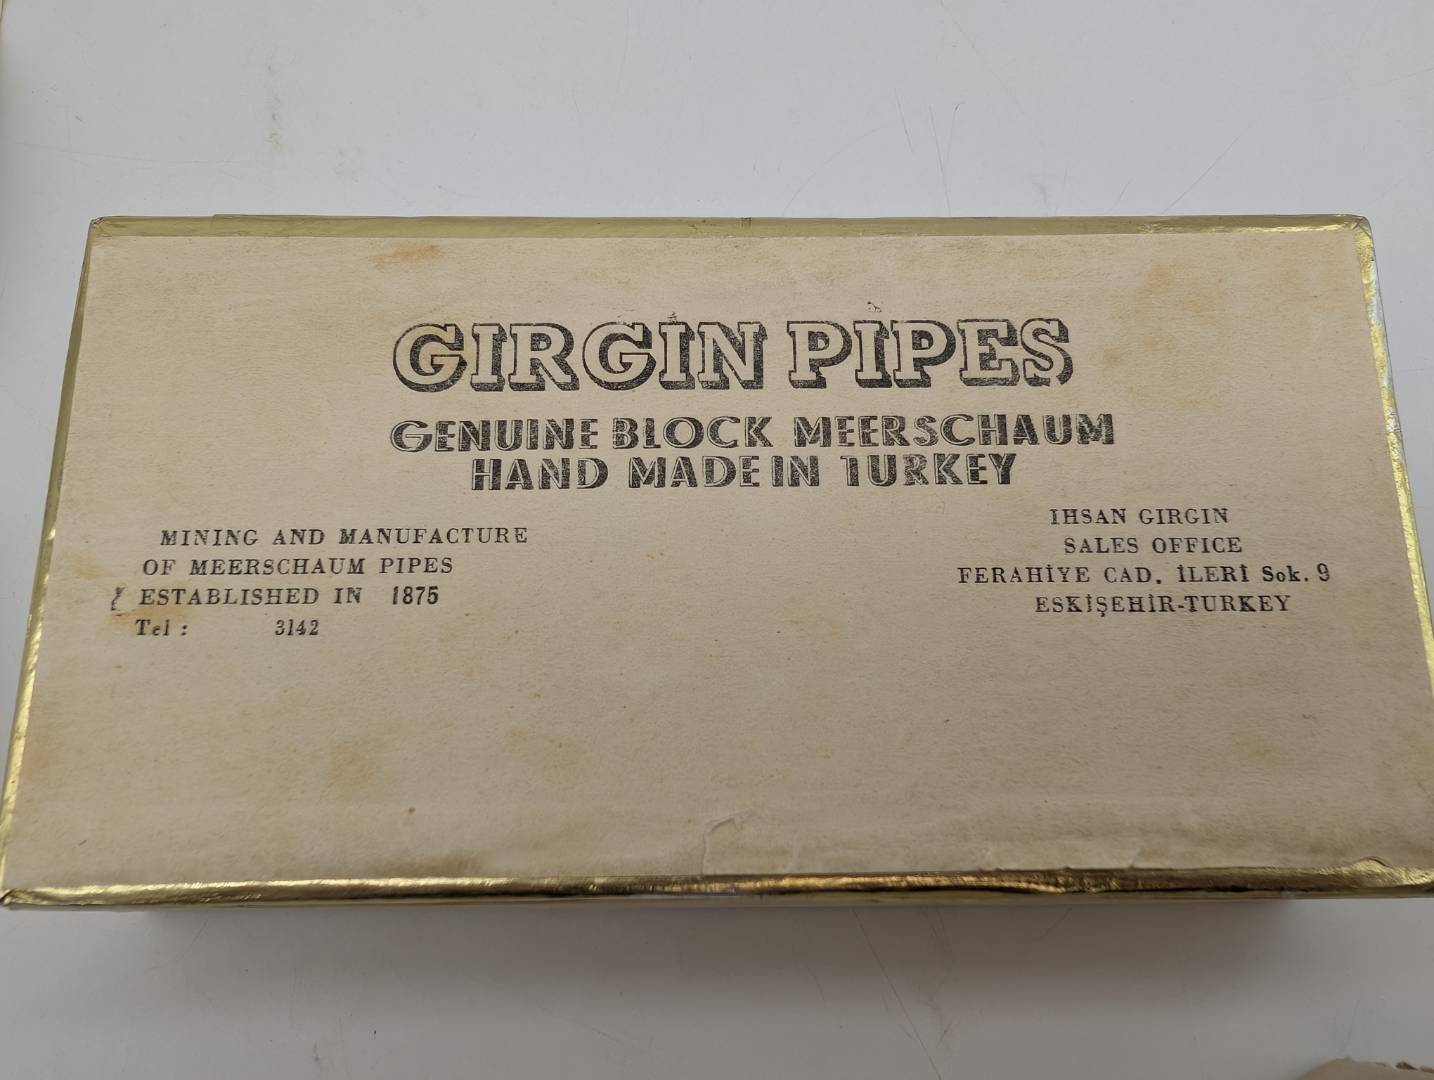 GIRGIN PIPES
GENUINE BLOCK MEERSCHAUM
HAND MADE IN TURKEY
MINING AND MANUFACTURE
OF MEERSCHAUM PIPES
ESTABLISHED IN 1875
Tel : 3142
IHSAN GIRGIN
SALES OFFICE
FERAHİYE CAD. İLERİ Sok. 9
ESKİŞEHİR-TURKEY